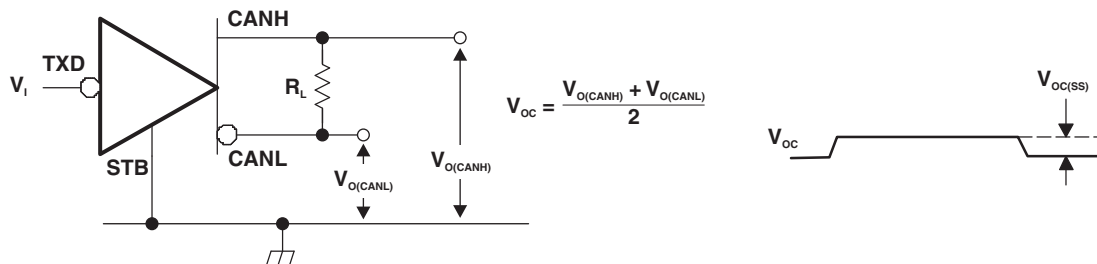 CANH
TXD
V_I
R_L
V_OC = V_O(CANH) + V_O(CANL) / 2
V_OC(SS)
V_OC
CANL
STB
V_O(CANH)
V_O(CANL)